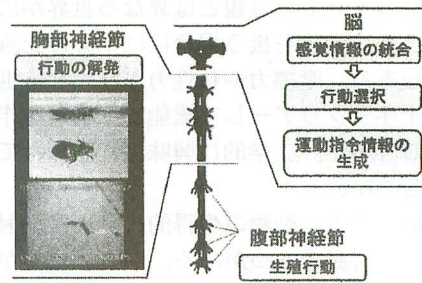 脳
感覚情報の統合
行動選択
運動指令情報の
生成
胸部神経節
行動の解発
腹部神経節
生殖行動